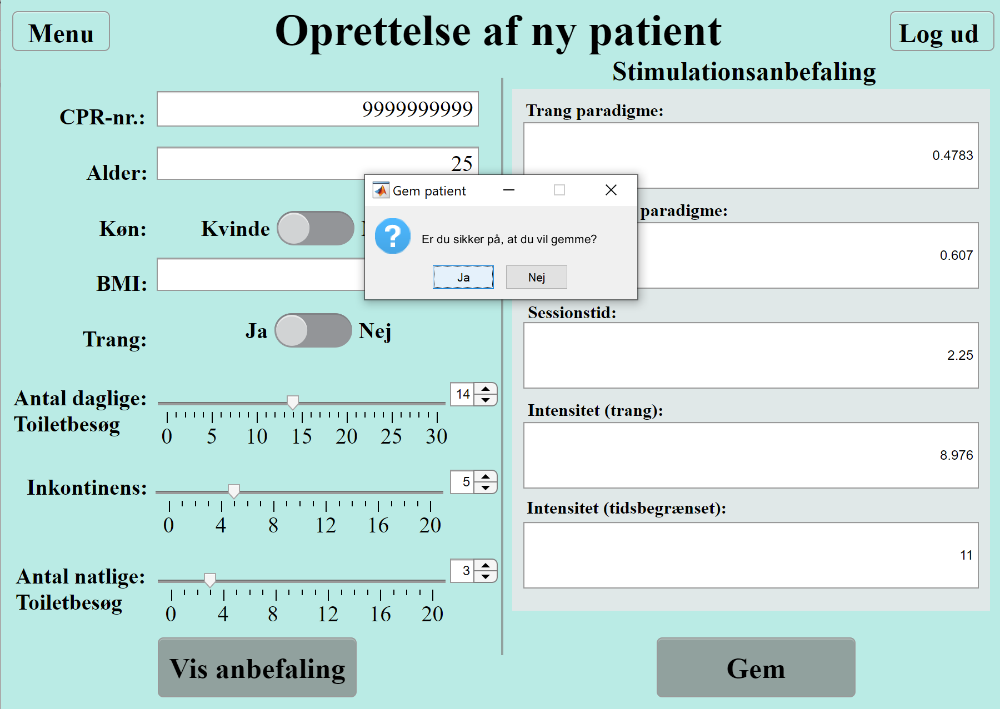 Menu
Oprettelse af ny patient
Log ud
CPR-nr.:
9999999999
Alder:
25
Køn:
Kvinde
BMI:
Trang:
Ja
Nej
Antal daglige:
Toiletbesøg
14
0 5 10 15 20 25 30
Inkontinens:
5
0 4 8 12 16 20
Antal natlige:
Toiletbesøg
3
0 4 8 12 16 20
Vis anbefaling
Gem patient
Er du sikker på, at du vil gemme?
Ja
Nej
Stimulationsanbefaling
Trang paradigme:
0.4783
paradigme:
0.607
Sessionstid:
2.25
Intensitet (trang):
8.976
Intensitet (tidsbegrænset):
11
Gem